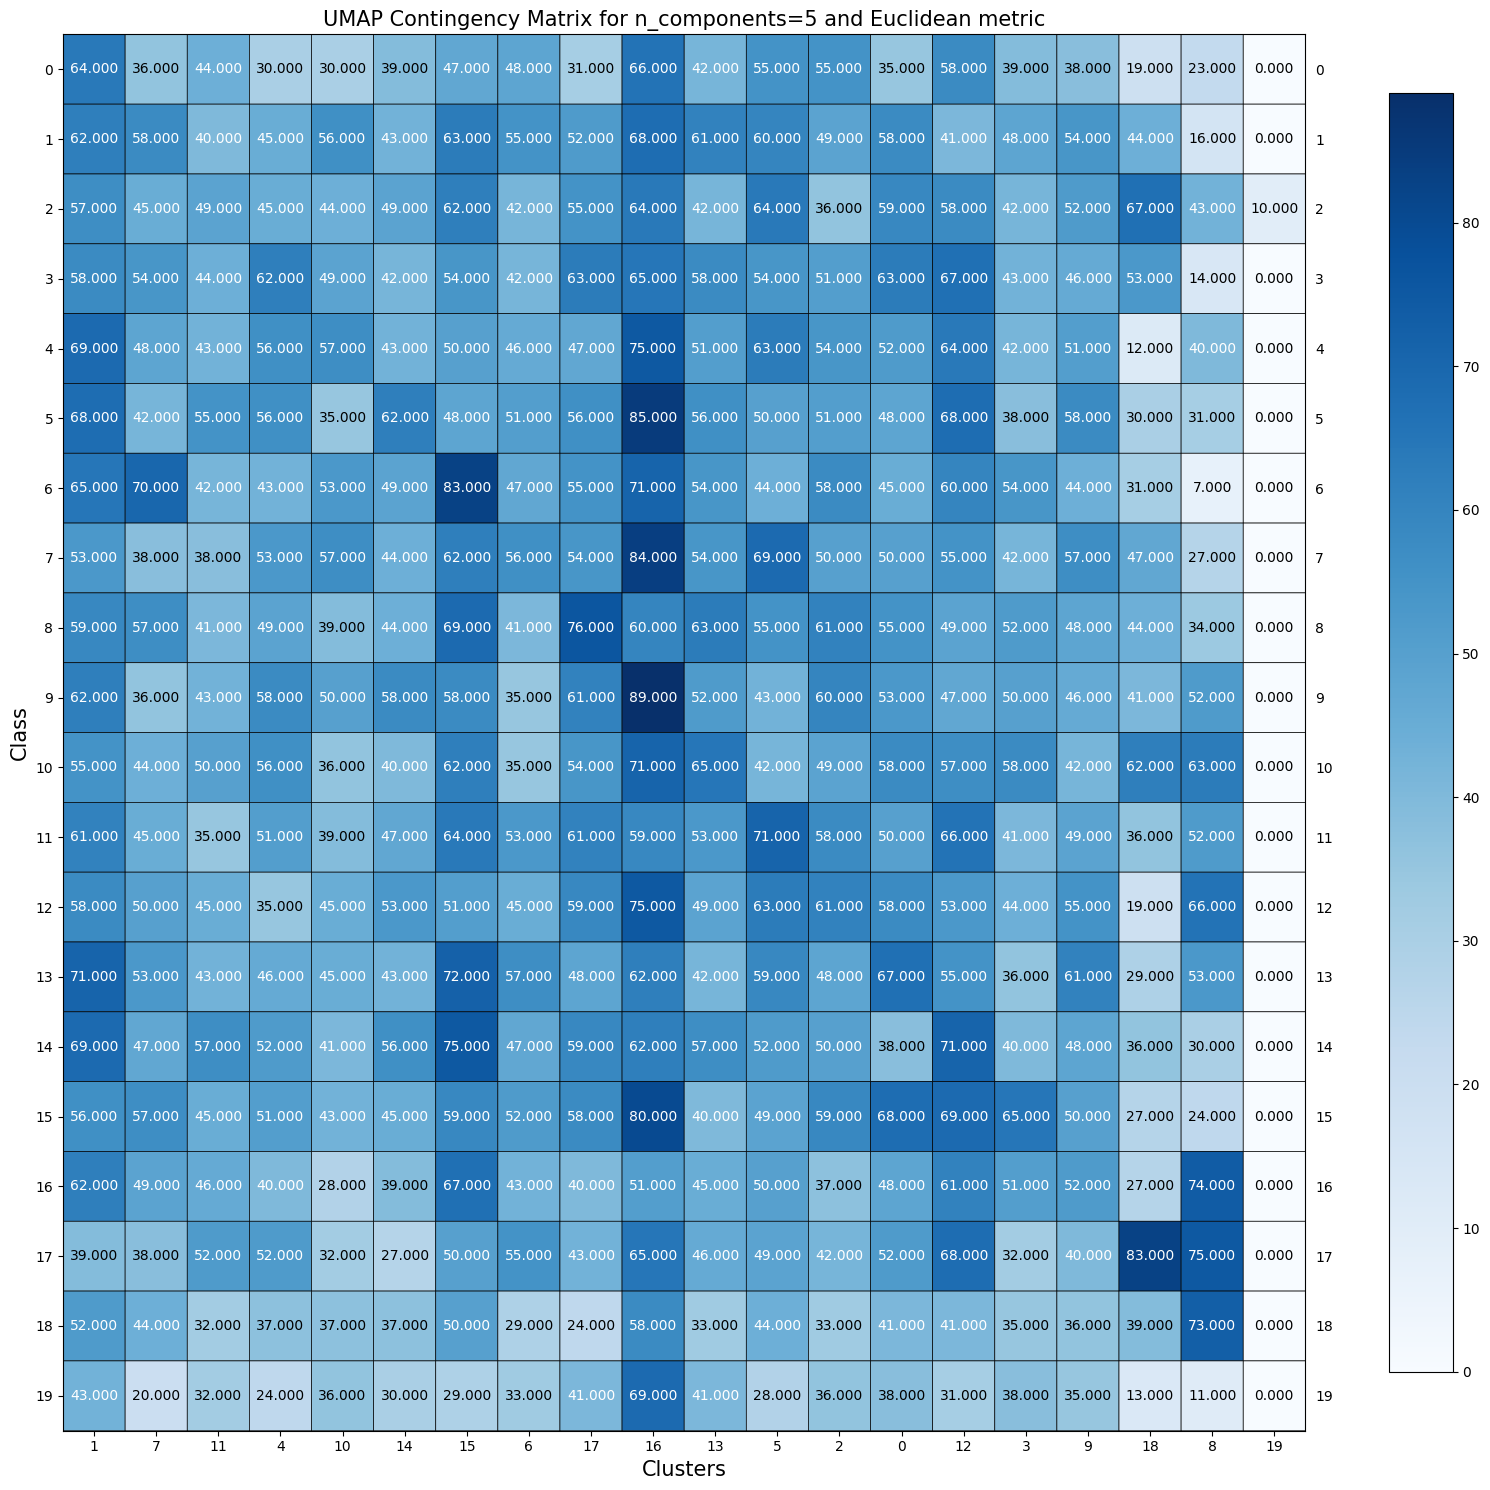 UMAP Contingency Matrix for n_components=5 and Euclidean metric
0 64.000 36.000 44.000 30.000 30.000 39.000 47.000 48.000 31.000 66.000 42.000 55.000 55.000 35.000 58.000 39.000 38.000 19.000 23.000 0.000 0
1 62.000 58.000 40.000 45.000 56.000 43.000 63.000 55.000 52.000 68.000 61.000 60.000 49.000 58.000 41.000 48.000 54.000 44.000 16.000 0.000 1
2 57.000 45.000 49.000 45.000 44.000 49.000 62.000 42.000 55.000 64.000 42.000 64.000 36.000 59.000 58.000 42.000 52.000 67.000 43.000 10.000 2
3 58.000 54.000 44.000 62.000 49.000 42.000 54.000 42.000 63.000 65.000 58.000 54.000 51.000 63.000 67.000 43.000 46.000 53.000 14.000 0.000 3
4 69.000 48.000 43.000 56.000 57.000 43.000 50.000 46.000 47.000 75.000 51.000 63.000 54.000 52.000 64.000 42.000 51.000 12.000 40.000 0.000 4
5 68.000 42.000 55.000 56.000 35.000 62.000 48.000 51.000 56.000 85.000 56.000 50.000 51.000 48.000 68.000 38.000 58.000 30.000 31.000 0.000 5
6 65.000 70.000 42.000 43.000 53.000 49.000 83.000 47.000 55.000 71.000 54.000 44.000 58.000 45.000 60.000 54.000 44.000 31.000 7.000 0.000 6
7 53.000 38.000 38.000 53.000 57.000 44.000 62.000 56.000 54.000 84.000 54.000 69.000 50.000 50.000 55.000 42.000 57.000 47.000 27.000 0.000 7
8 59.000 57.000 41.000 49.000 39.000 44.000 69.000 41.000 76.000 60.000 63.000 55.000 61.000 55.000 49.000 52.000 48.000 44.000 34.000 0.000 8
9 62.000 36.000 43.000 58.000 50.000 58.000 58.000 35.000 61.000 89.000 52.000 43.000 60.000 53.000 47.000 50.000 46.000 41.000 52.000 0.000 9
10 55.000 44.000 50.000 56.000 36.000 40.000 62.000 35.000 54.000 71.000 65.000 42.000 49.000 58.000 57.000 58.000 42.000 62.000 63.000 0.000 10
11 61.000 45.000 35.000 51.000 39.000 47.000 64.000 53.000 61.000 59.000 53.000 71.000 58.000 50.000 66.000 41.000 49.000 36.000 52.000 0.000 11
12 58.000 50.000 45.000 35.000 45.000 53.000 51.000 45.000 59.000 75.000 49.000 63.000 61.000 58.000 53.000 44.000 55.000 19.000 66.000 0.000 12
13 71.000 53.000 43.000 46.000 45.000 43.000 72.000 57.000 48.000 62.000 42.000 59.000 48.000 67.000 55.000 36.000 61.000 29.000 53.000 0.000 13
14 69.000 47.000 57.000 52.000 41.000 56.000 75.000 47.000 59.000 62.000 57.000 52.000 50.000 38.000 71.000 40.000 48.000 36.000 30.000 0.000 14
15 56.000 57.000 45.000 51.000 43.000 45.000 59.000 52.000 58.000 80.000 40.000 49.000 59.000 68.000 69.000 65.000 50.000 27.000 24.000 0.000 15
16 62.000 49.000 46.000 40.000 28.000 39.000 67.000 43.000 40.000 51.000 45.000 50.000 37.000 48.000 61.000 51.000 52.000 27.000 74.000 0.000 16
17 39.000 38.000 52.000 52.000 32.000 27.000 50.000 55.000 43.000 65.000 46.000 49.000 42.000 52.000 68.000 32.000 40.000 83.000 75.000 0.000 17
18 52.000 44.000 32.000 37.000 37.000 37.000 50.000 29.000 24.000 58.000 33.000 44.000 33.000 41.000 41.000 35.000 36.000 39.000 73.000 0.000 18
19 43.000 20.000 32.000 24.000 36.000 30.000 29.000 33.000 41.000 69.000 41.000 28.000 36.000 38.000 31.000 38.000 35.000 13.000 11.000 0.000 19
1 7 11 4 10 14 15 6 17 16 13 5 2 0 12 3 9 18 8 19
Clusters
Class
80
70
60
50
40
30
20
10
0